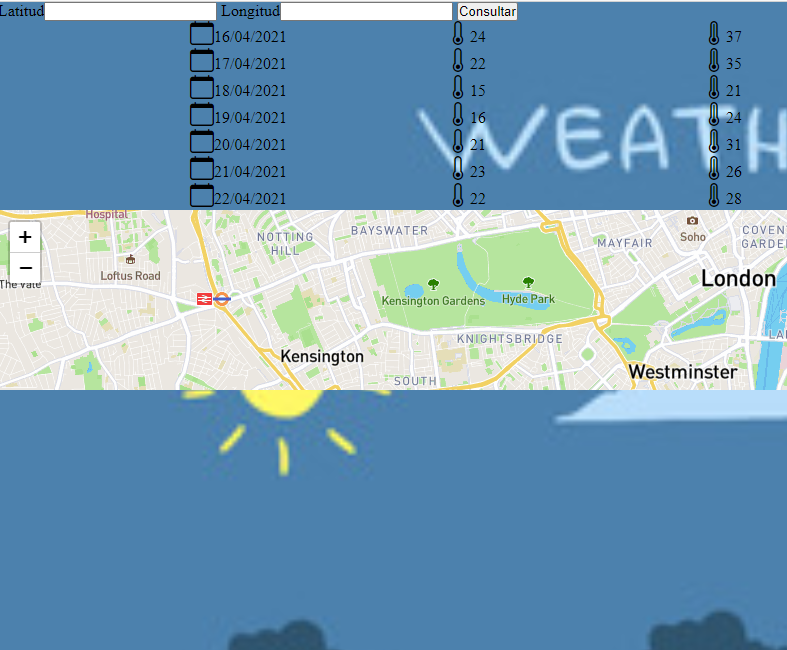 Latitud Longitud Consultar
16/04/2021 24 37
17/04/2021 22 35
18/04/2021 15 21
19/04/2021 16 24
20/04/2021 21 31
21/04/2021 23 26
22/04/2021 22 28
WEATH
+
−
Hospital
NOTTING
HILL
BAYSWATER
MAYFAIR
Soho
COVEN
GARDE
Loftus Road
The Vale
Kensington Gardens
Hyde Park
London
KNIGHTSBRIDGE
LA
Kensington
Westminster
SOUTH